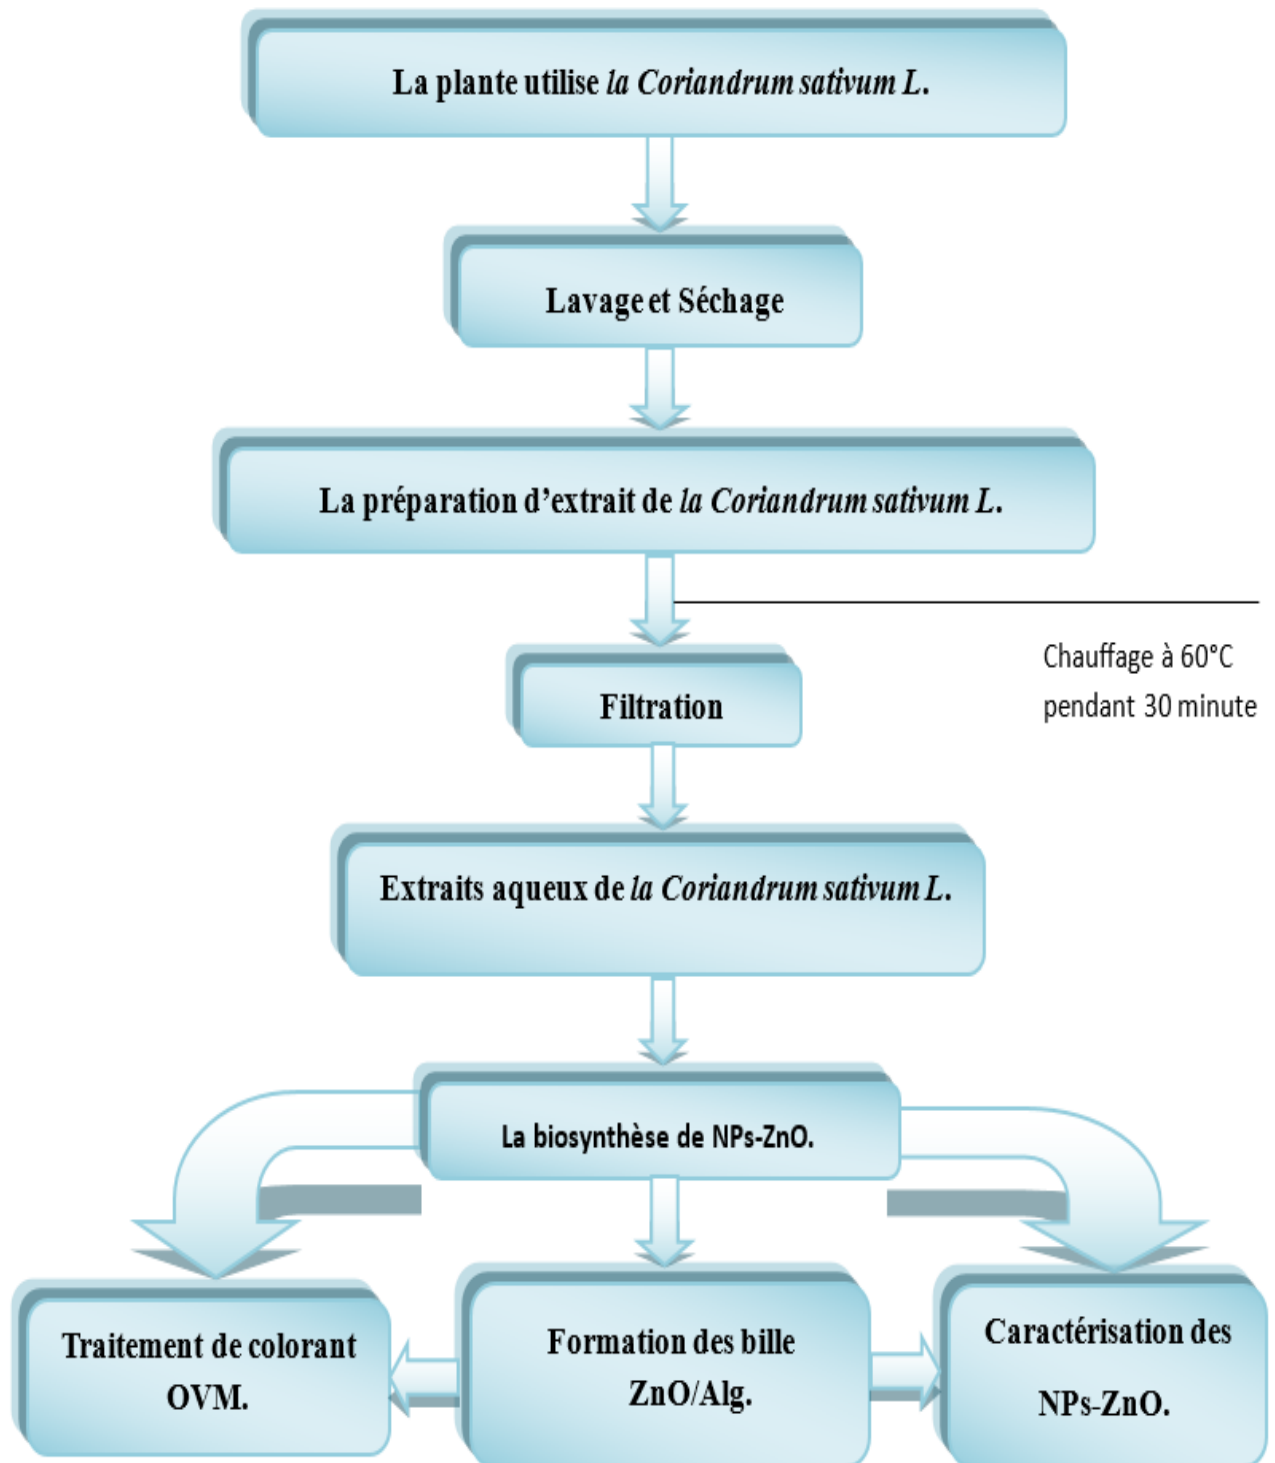 La plante utilise la Coriandrum sativum L.
Lavage et Séchage
La préparation d’extrait de la Coriandrum sativum L.
Chauffage à 60°C
pendant 30 minute
Filtration
Extraits aqueux de la Coriandrum sativum L.
La biosynthèse de NPs-ZnO.
Traitement de colorant
OVM.
Formation des bille
ZnO/Alg.
Caractérisation des
NPs-ZnO.